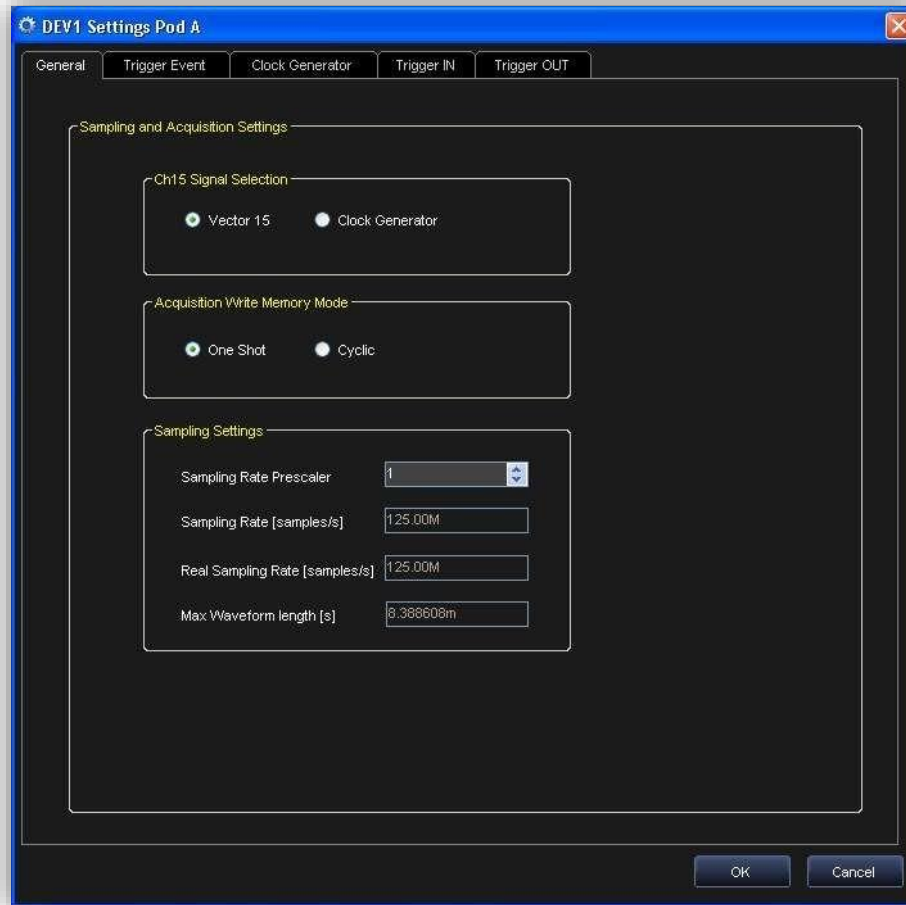 DEV1 Settings Pod A
General Trigger Event Clock Generator Trigger IN Trigger OUT
Sampling and Acquisition Settings
Ch15 Signal Selection
Vector 15 Clock Generator
Acquisition Write Memory Mode
One Shot Cyclic
Sampling Settings
Sampling Rate Prescaler 1
Sampling Rate [samples/s] 125.00M
Real Sampling Rate [samples/s] 125.00M
Max Waveform length [s] 8.388608m
OK Cancel